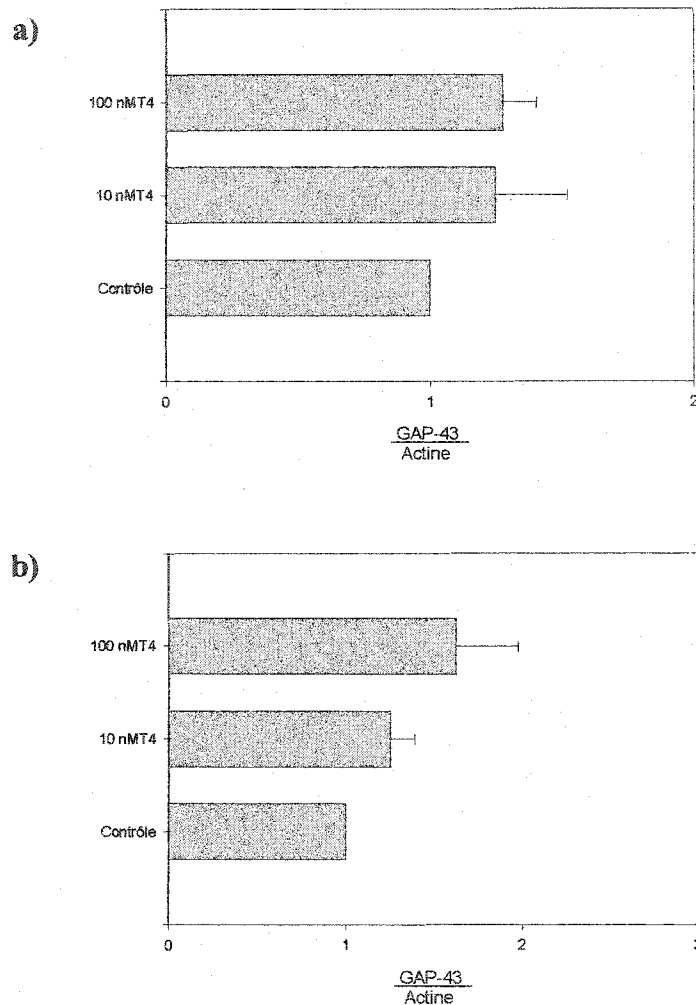 a)
100 nMT4
10 nMT4
Contrôle
0 1 2
GAP-43
Actine
b)
100 nMT4
10 nMT4
Contrôle
0 1 2 3
GAP-43
Actine